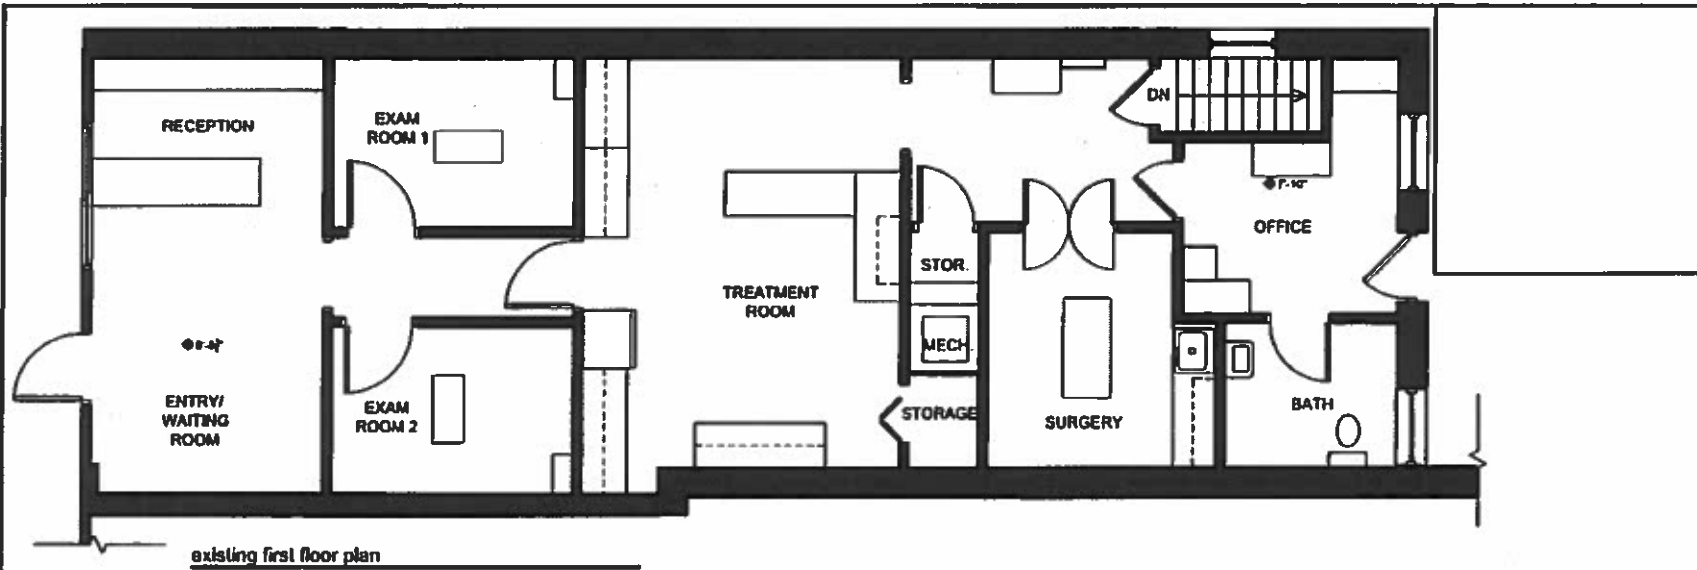 RECEPTION
EXAM
ROOM 1
DN
OFFICE
STOR.
TREATMENT
ROOM
MECH.
ENTRY/
WAITING
ROOM
EXAM
ROOM 2
STORAGE
SURGERY
BATH
existing first floor plan